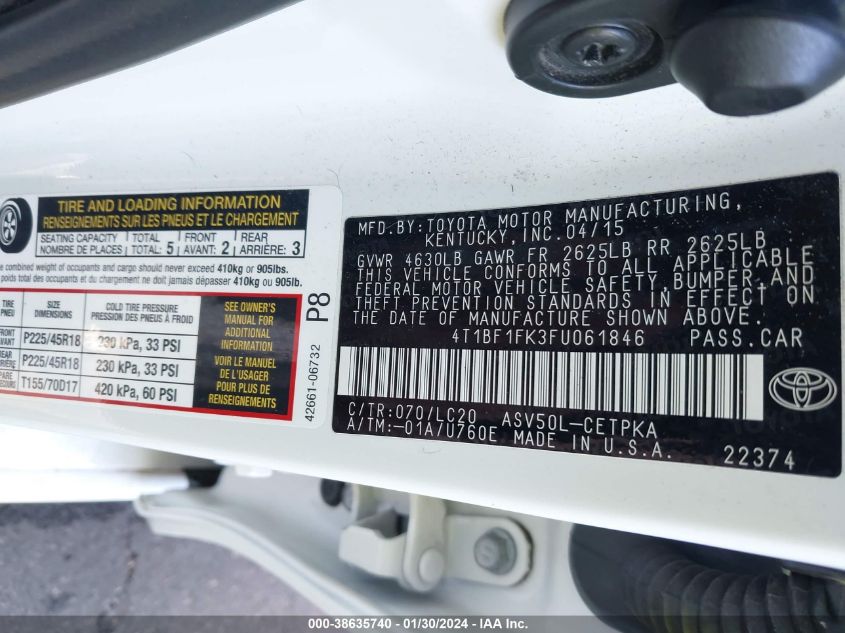 TIRE AND LOADING INFORMATION
RENSEIGNEMENTS SUR LES PNEUS ET LE CHARGEMENT
SEATING CAPACITY TOTAL 5 FRONT 2 REAR 3
NOMBRE DE PLACES TOTAL AVANT: ARRIÈRE:
combined weight of occupants and cargo should never exceed 410kg or 905lbs.
poids total des occupants et du chargement ne doit jamais dépasser 410kg ou 905lb.
TIRE SIZE COLD TIRE PRESSURE
PNEU DIMENSIONS PRESSION DES PNEUS À FROID
P225/45R18 230 kPa, 33 PSI
P225/45R18 230 kPa, 33 PSI
T155/70D17 420 kPa, 60 PSI
SEE OWNER'S
MANUAL FOR
ADDITIONAL
INFORMATION
VOIR LE MANUEL
DE L'USAGER
POUR PLUS DE
RENSEIGNEMENTS
42661-06732 P8
MFD.BY:TOYOTA MOTOR MANUFACTURING,
KENTUCKY,INC.04/15
GVWR 4630LB GAWR FR 2625LB RR 2625LB
THIS VEHICLE CONFORMS TO ALL APPLICABLE
FEDERAL MOTOR VEHICLE SAFETY,BUMPER,AND
THEFT PREVENTION STANDARDS IN EFFECT ON
THE DATE OF MANUFACTURE SHOWN ABOVE.
4T1BF1FK3FU061846 PASS.CAR
C/TR:070/LC20 ASV50L-CETPKA
A/TM:-01A/U760E MADE IN U.S.A.
22374
TOYOTA
000-38635740 - 01/30/2024 - IAA Inc.